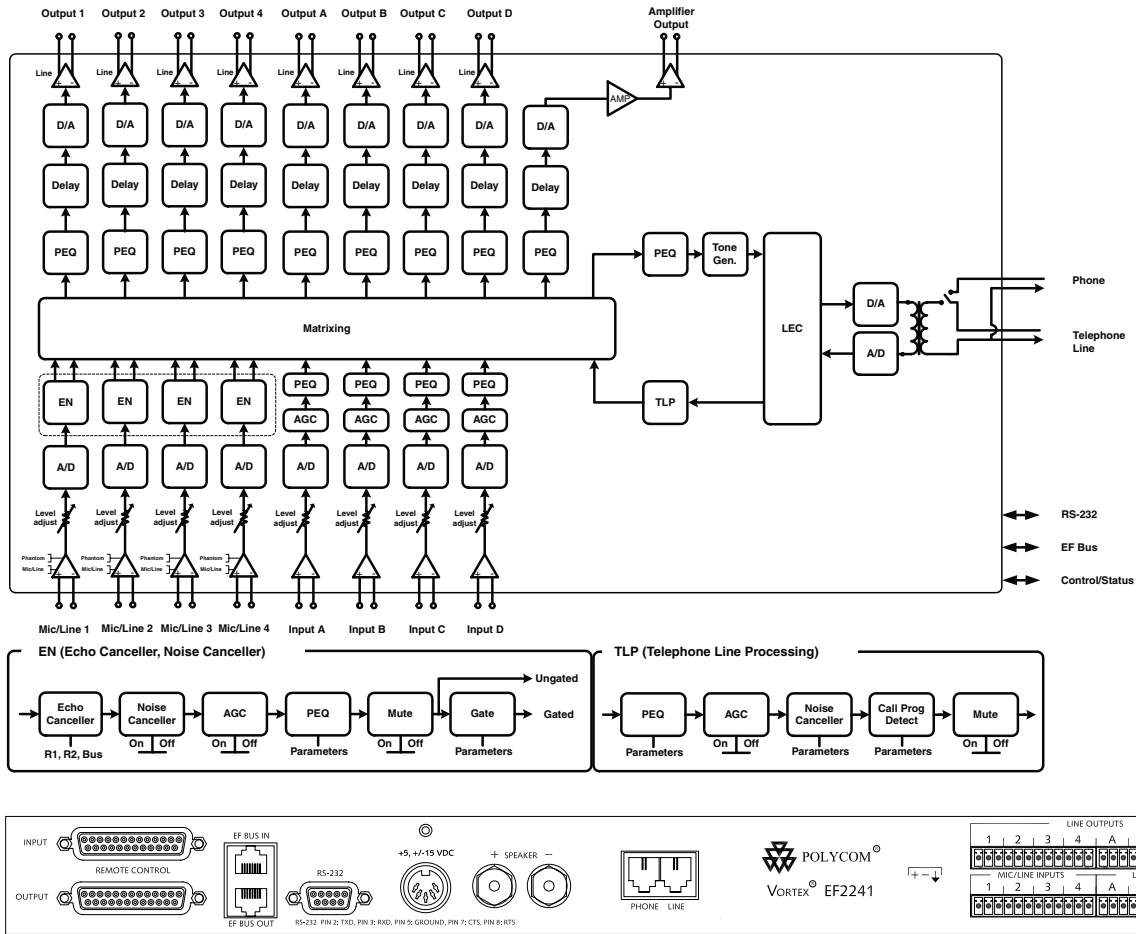 Output 1 Output 2 Output 3 Output 4 Output A Output B Output C Output D Amplifier Output
Line Line Line Line Line Line Line Line
AMP
D/A D/A D/A D/A D/A D/A D/A D/A D/A
Delay Delay Delay Delay Delay Delay Delay Delay Delay
PEQ PEQ PEQ PEQ PEQ PEQ PEQ PEQ PEQ
PEQ Tone Gen.
Matrixing
LEC
D/A
A/D
Phone
Telephone Line
TLP
EN EN EN EN
PEQ PEQ PEQ PEQ
AGC AGC AGC AGC
A/D A/D A/D A/D A/D A/D A/D A/D
Level adjust Level adjust Level adjust Level adjust Level adjust Level adjust Level adjust Level adjust
Phantom Phantom Phantom Phantom
Mic/Line Mic/Line Mic/Line Mic/Line
+ - + - + - + - + - + - + - + -
RS-232
EF Bus
Control/Status
Mic/Line 1 Mic/Line 2 Mic/Line 3 Mic/Line 4 Input A Input B Input C Input D
EN (Echo Canceller, Noise Canceller)
Echo Canceller Noise Canceller AGC PEQ Mute Gate
Ungated
Gated
R1, R2, Bus On Off On Off Parameters On Off Parameters
TLP (Telephone Line Processing)
PEQ AGC Noise Canceller Call Prog Detect Mute
Parameters On Off Parameters Parameters On Off
INPUT
REMOTE CONTROL
OUTPUT
EF BUS IN
EF BUS OUT
RS-232
+5, +/-15 VDC
+ SPEAKER -
RS-232 PIN 2: TXD, PIN 3: RXD, PIN 5: GROUND, PIN 7: CTS, PIN 8: RTS
PHONE LINE
POLYCOM®
VORTEX® EF2241
+ -
LINE OUTPUTS
1 2 3 4 A
MIC/LINE INPUTS L
1 2 3 4 A